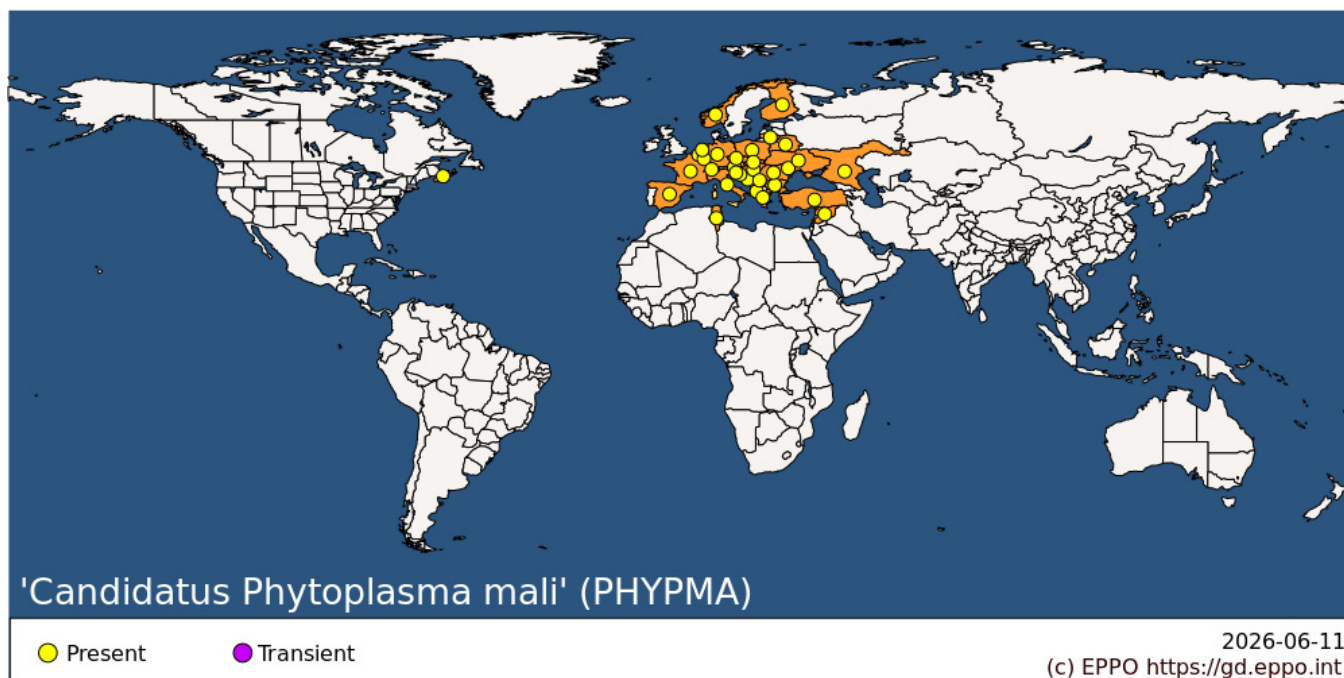 'Candidatus Phytoplasma mali' (PHYPMA)
Present
Transient
2026-06-11
(c) EPPO https://gd.eppo.int